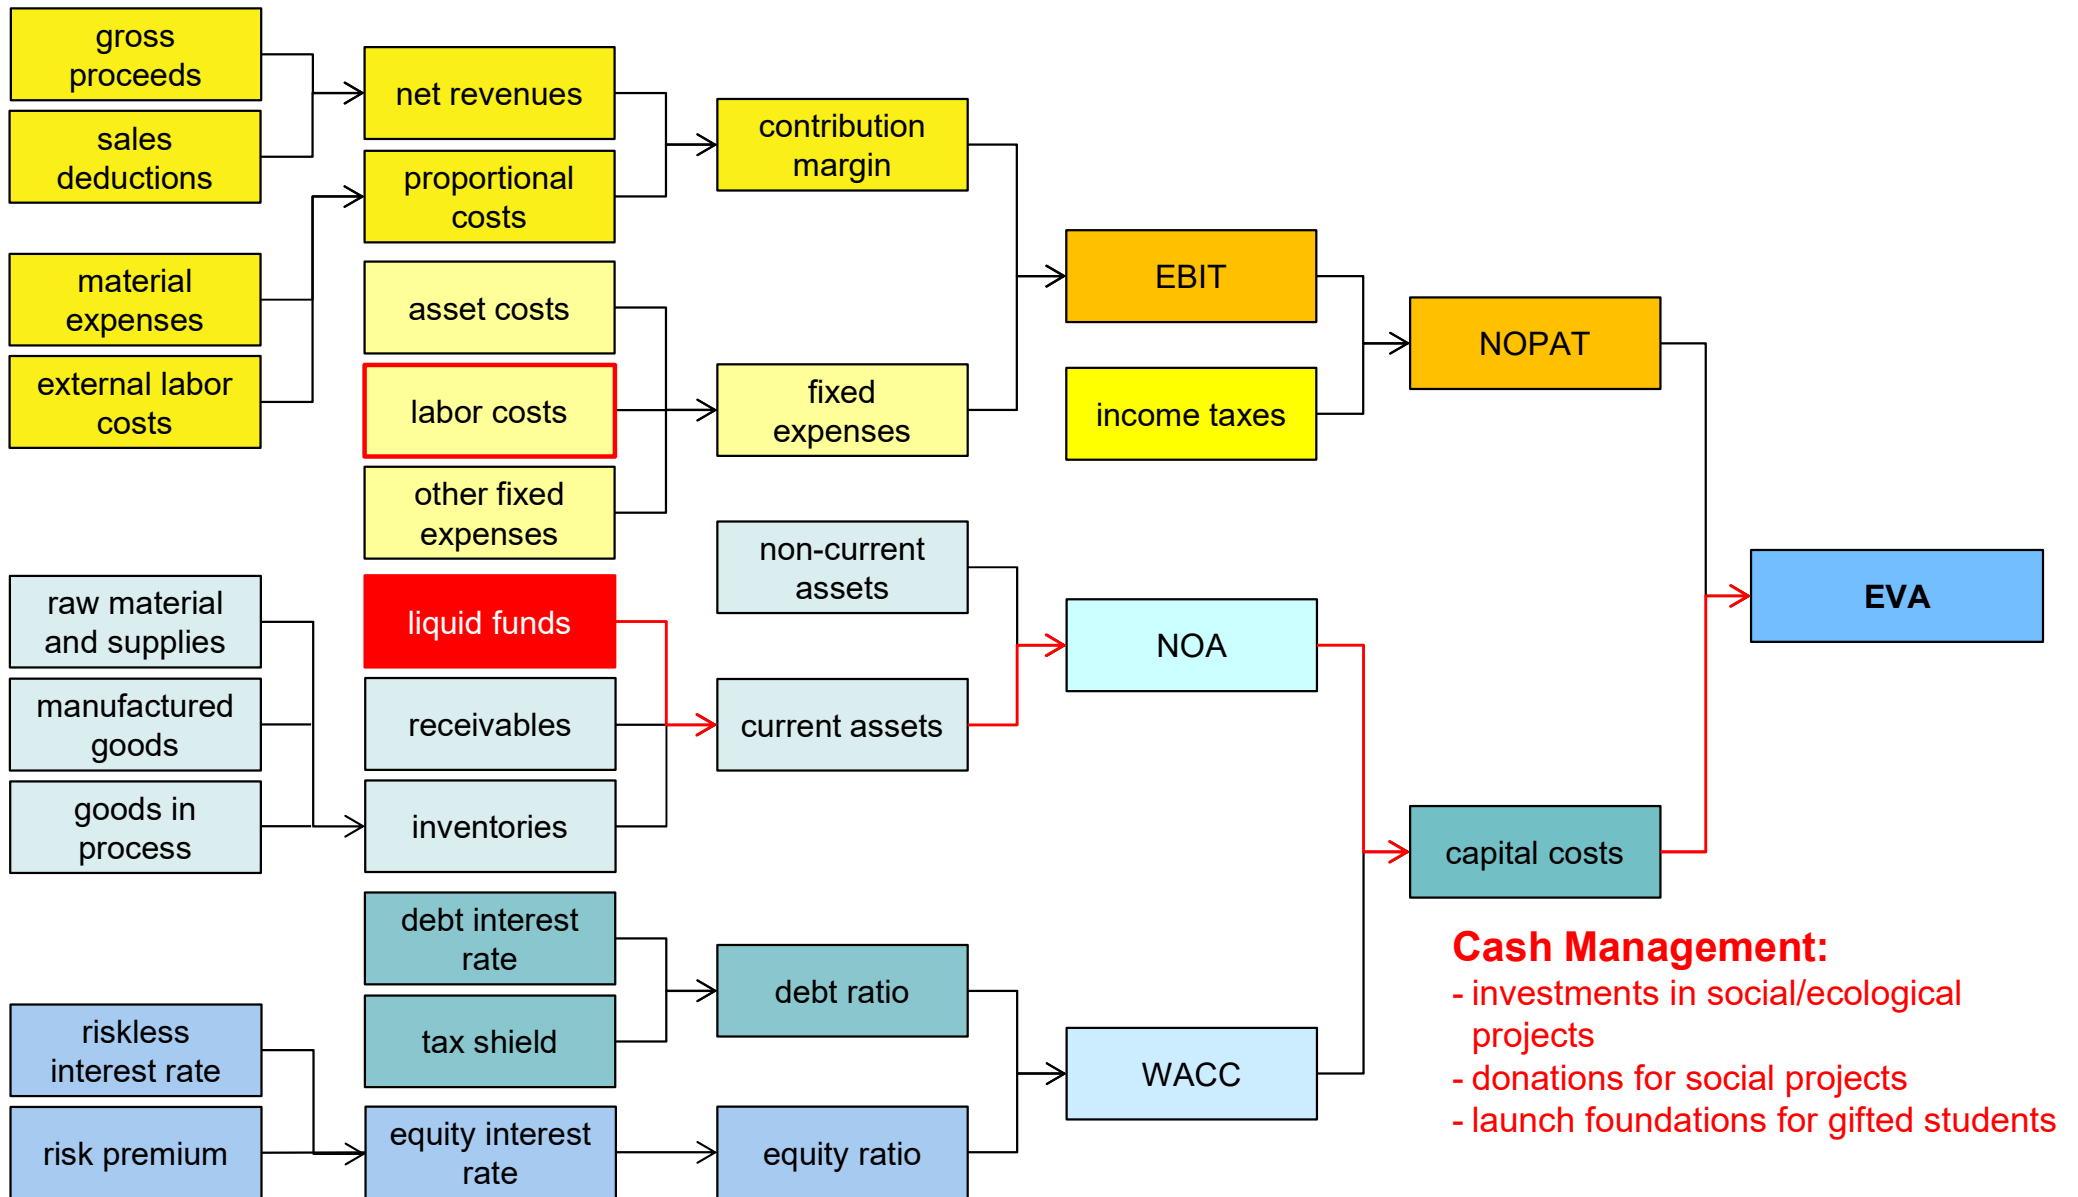 gross
proceeds
sales
deductions
material
expenses
external labor
costs
net revenues
proportional
costs
asset costs
labor costs
other fixed
expenses
contribution
margin
fixed
expenses
EBIT
income taxes
NOPAT
raw material
and supplies
manufactured
goods
goods in
process
liquid funds
receivables
inventories
non-current
assets
current assets
NOA
EVA
capital costs
debt interest
rate
tax shield
debt ratio
riskless
interest rate
risk premium
equity interest
rate
equity ratio
WACC
Cash Management:
- investments in social/ecological
projects
- donations for social projects
- launch foundations for gifted students